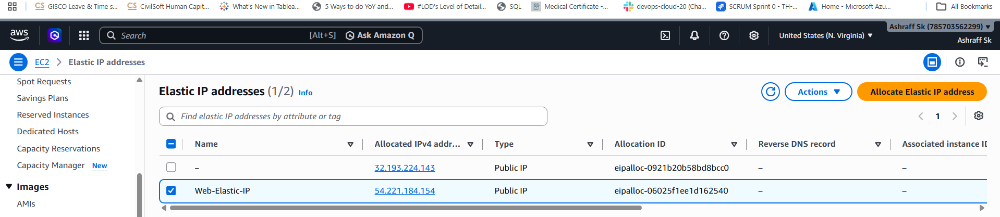 GISCO Leave & Time s...
CS CivilSoft Human Capit...
What's New in Tablea...
5 Ways to do YoY and...
#LOD's Level of Detail...
SQL
Medical Certificate -...
devops-cloud-20 (Cha...
SCRUM Sprint 0 - TH-...
Home - Microsoft Azu...
All Bookmarks
aws
Search
[Alt+S]
Ask Amazon Q
United States (N. Virginia)
Ashraff Sk (785703562299)
Ashraff Sk
EC2 > Elastic IP addresses
Spot Requests
Savings Plans
Reserved Instances
Dedicated Hosts
Capacity Reservations
Capacity Manager New
Images
AMIs
Elastic IP addresses (1/2) Info
Actions
Allocate Elastic IP address
Find elastic IP addresses by attribute or tag
1
Name Allocated IPv4 addr... Type Allocation ID Reverse DNS record Associated instance ID
– 32.193.224.143 Public IP eipalloc-0921b20b58bd8bcc0 – –
Web-Elastic-IP 54.221.184.154 Public IP eipalloc-06025f1ee1d162540 – –